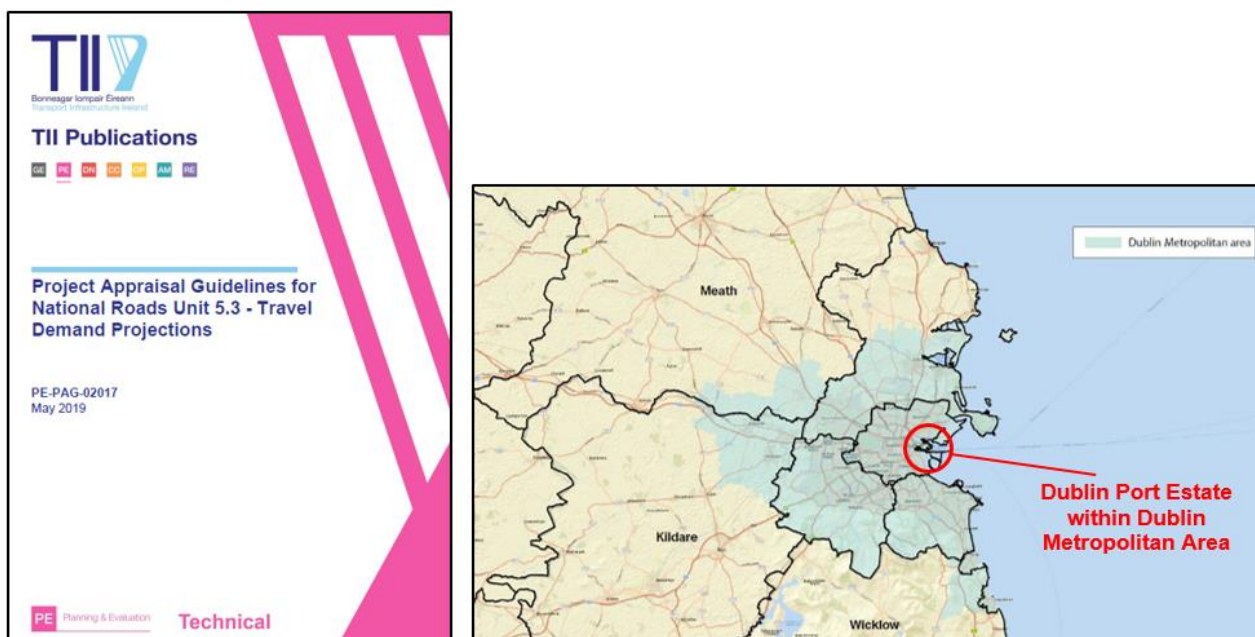 TII
Bonneagar Iompair Éireann
Transport Infrastructure Ireland
TII Publications
GE PE DN CC OP AM RE
Project Appraisal Guidelines for
National Roads Unit 5.3 - Travel
Demand Projections
PE-PAG-02017
May 2019
PE Planning & Evaluation Technical
Dublin Metropolitan area
Meath
Kildare
Wicklow
Dublin Port Estate
within Dublin
Metropolitan Area